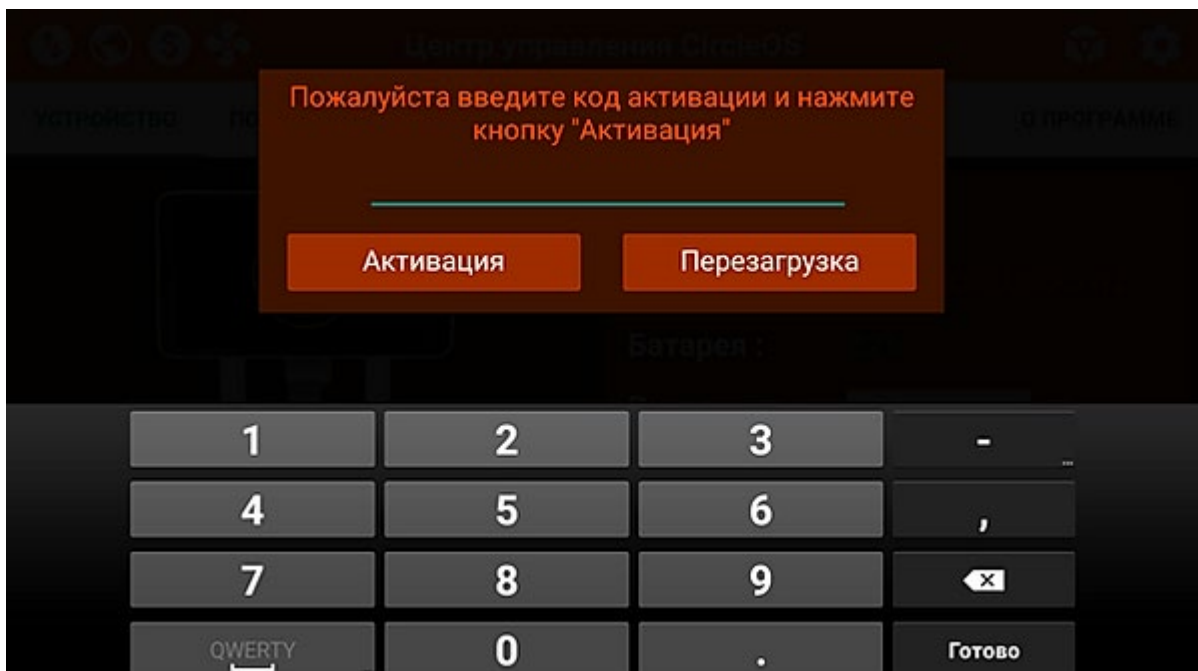 Центр управления CircleOS
УСТРОЙСТВО
О ПРОГРАММЕ
Пожалуйста введите код активации и нажмите
кнопку "Активация"
Активация
Перезагрузка
Батарея :
1 2 3 -
4 5 6 ,
7 8 9
QWERTY 0 . Готово